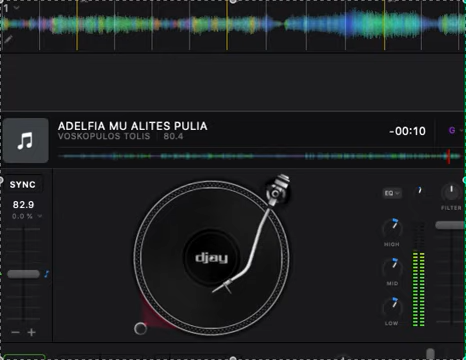 1
ADELFIA MU ALITES PULIA
VOSKOPULOS TOLIS 80.4
-00:10
G
SYNC
82.9
0.0 %
djay
EQ
FILTER
HIGH
MID
LOW